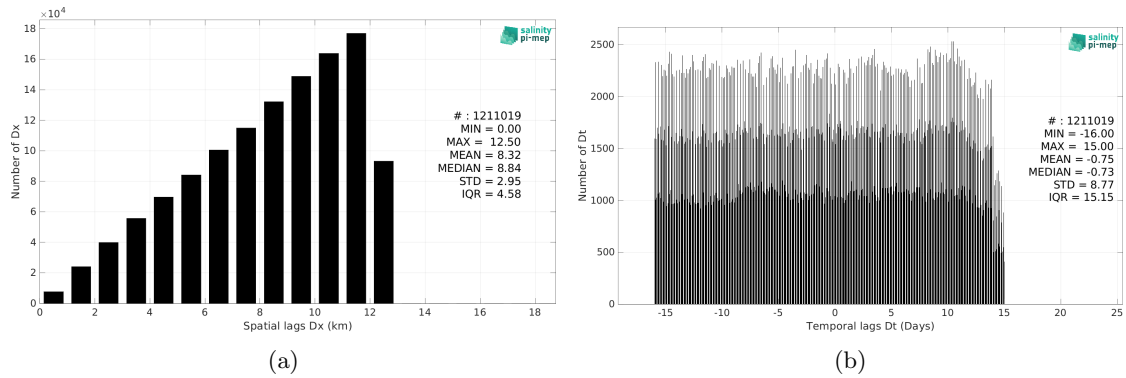 ×10⁴
18
16
14
12
10
8
6
4
2
0
Number of Dx
salinity
pi-mep
# : 1211019
MIN = 0.00
MAX = 12.50
MEAN = 8.32
MEDIAN = 8.84
STD = 2.95
IQR = 4.58
0 2 4 6 8 10 12 14 16 18
Spatial lags Dx (km)
(a)
2500
2000
1500
1000
500
0
Number of Dt
salinity
pi-mep
# : 1211019
MIN = -16.00
MAX = 15.00
MEAN = -0.75
MEDIAN = -0.73
STD = 8.77
IQR = 15.15
-15 -10 -5 0 5 10 15 20 25
Temporal lags Dt (Days)
(b)